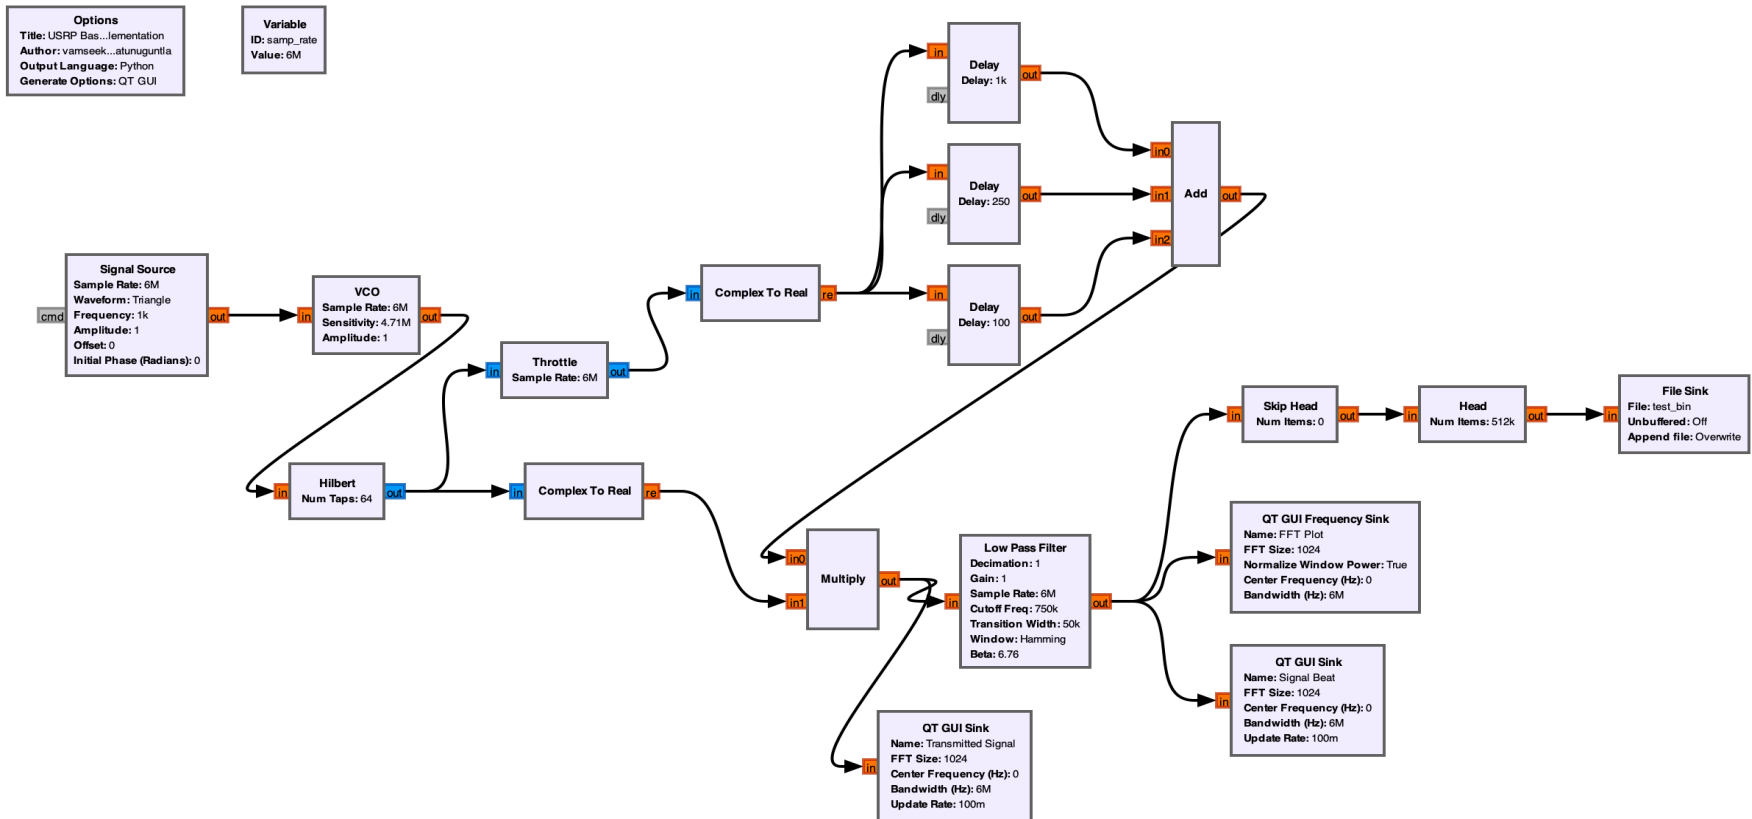 Options
Title: USRP Bas...lementation
Author: vamseek...atunuguntla
Output Language: Python
Generate Options: QT GUI
Variable
ID: samp_rate
Value: 6M
in
dly
Delay
Delay: 1k
out
in
dly
Delay
Delay: 250
out
in
dly
Delay
Delay: 100
out
in0
in1
in2
Add
out
cmd
Signal Source
Sample Rate: 6M
Waveform: Triangle
Frequency: 1k
Amplitude: 1
Offset: 0
Initial Phase (Radians): 0
out
in
VCO
Sample Rate: 6M
Sensitivity: 4.71M
Amplitude: 1
out
in
Throttle
Sample Rate: 6M
out
in
Complex To Real
re
in
Hilbert
Num Taps: 64
out
in
Complex To Real
re
in0
in1
Multiply
out
in
Low Pass Filter
Decimation: 1
Gain: 1
Sample Rate: 6M
Cutoff Freq: 750k
Transition Width: 50k
Window: Hamming
Beta: 6.76
out
in
Skip Head
Num Items: 0
out
in
Head
Num Items: 512k
out
in
File Sink
File: test_bin
Unbuffered: Off
Append file: Overwrite
in
QT GUI Frequency Sink
Name: FFT Plot
FFT Size: 1024
Normalize Window Power: True
Center Frequency (Hz): 0
Bandwidth (Hz): 6M
in
QT GUI Sink
Name: Signal Beat
FFT Size: 1024
Center Frequency (Hz): 0
Bandwidth (Hz): 6M
Update Rate: 100m
in
QT GUI Sink
Name: Transmitted Signal
FFT Size: 1024
Center Frequency (Hz): 0
Bandwidth (Hz): 6M
Update Rate: 100m